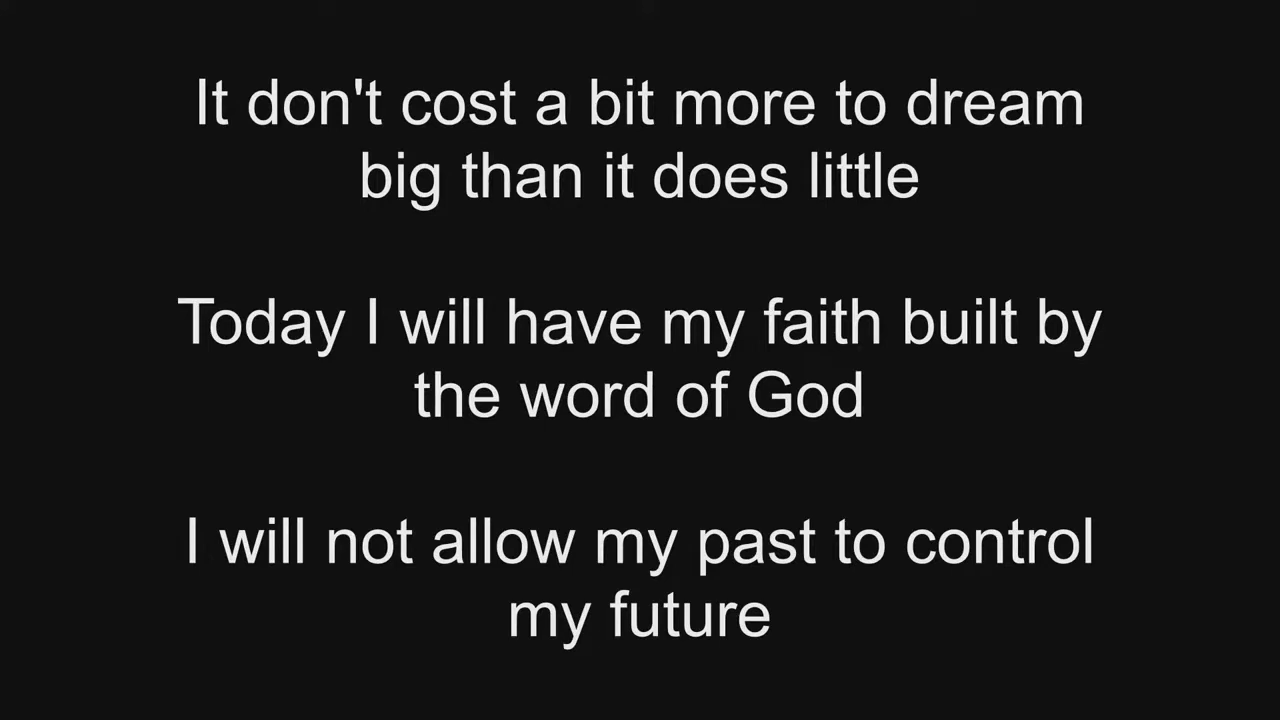 It don't cost a bit more to dream
big than it does little
Today I will have my faith built by
the word of God
I will not allow my past to control
my future